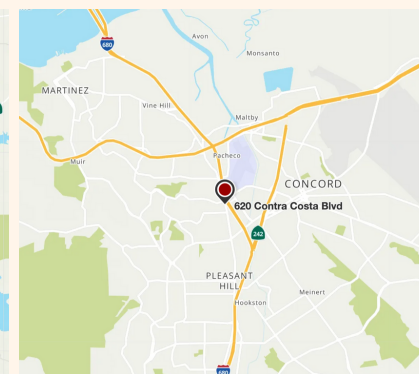 680
Avon
Monsanto
MARTINEZ
Vine Hill
Maltby
Muir
Pacheco
CONCORD
620 Contra Costa Blvd
242
PLEASANT
HILL
Meinert
Hookston
680